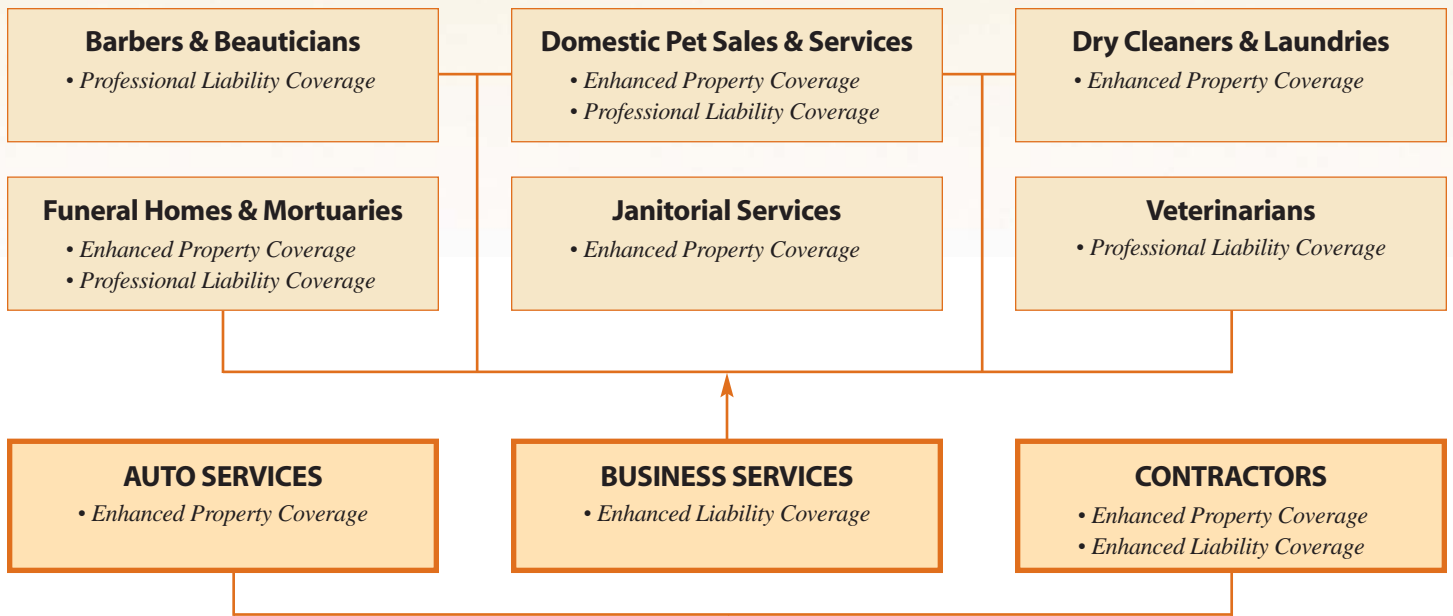 Barbers & Beauticians
• Professional Liability Coverage
Domestic Pet Sales & Services
• Enhanced Property Coverage
• Professional Liability Coverage
Dry Cleaners & Laundries
• Enhanced Property Coverage
Funeral Homes & Mortuaries
• Enhanced Property Coverage
• Professional Liability Coverage
Janitorial Services
• Enhanced Property Coverage
Veterinarians
• Professional Liability Coverage
AUTO SERVICES
• Enhanced Property Coverage
BUSINESS SERVICES
• Enhanced Liability Coverage
CONTRACTORS
• Enhanced Property Coverage
• Enhanced Liability Coverage